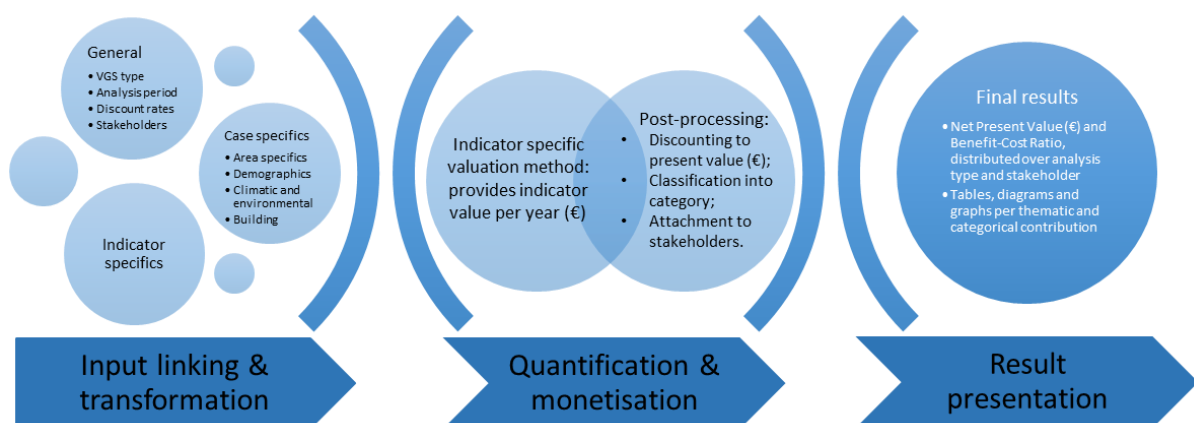 General
• VGS type
• Analysis period
• Discount rates
• Stakeholders
Case specifics
• Area specifics
• Demographics
• Climatic and
environmental
• Building
Indicator
specifics
Indicator specific
valuation method:
provides indicator
value per year (€)
Post-processing:
• Discounting to
present value (€);
• Classification into
category;
• Attachment to
stakeholders.
Final results
• Net Present Value (€) and
Benefit-Cost Ratio,
distributed over analysis
type and stakeholder
• Tables, diagrams and
graphs per thematic and
categorical contribution
Input linking &
transformation
Quantification &
monetisation
Result
presentation